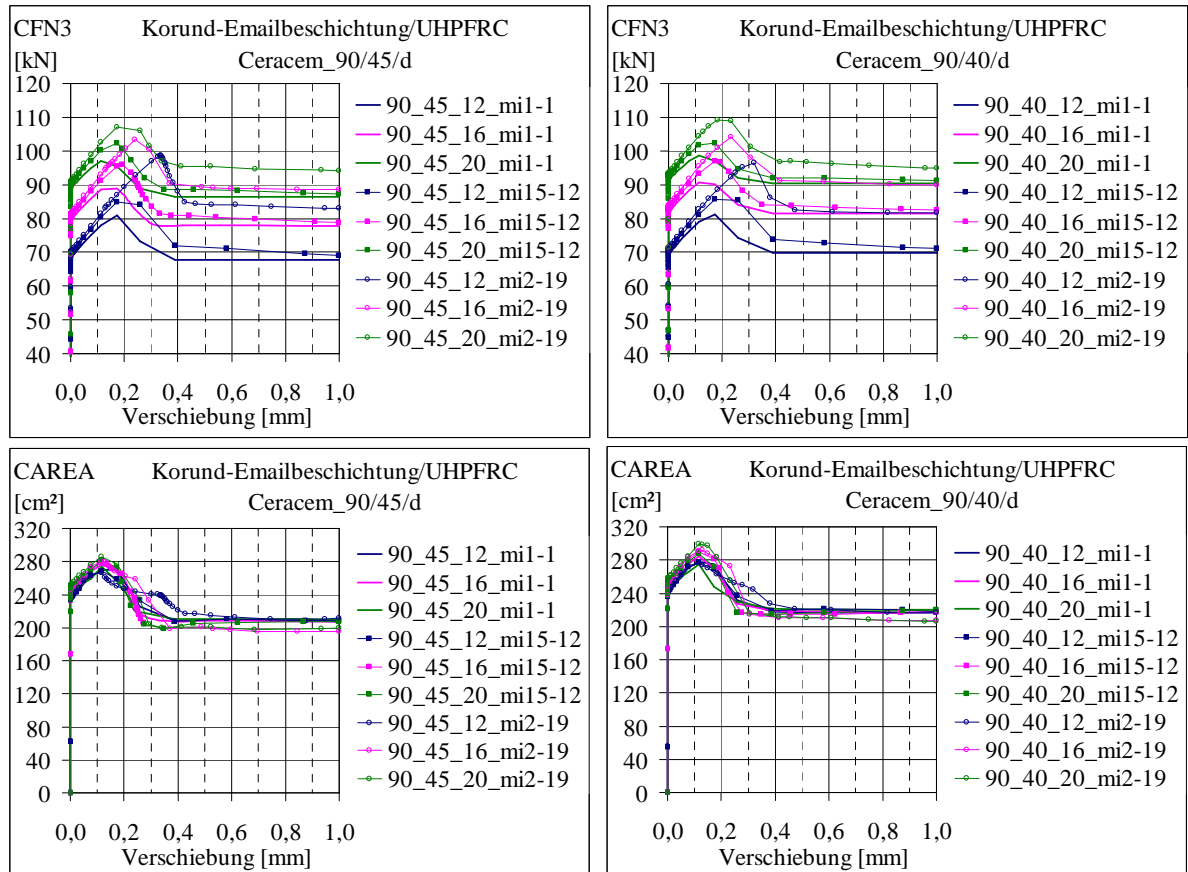 CFN3 Korund-Emailbeschichtung/UHPFRC
[kN] Ceracem_90/45/d
120
110
100
90
80
70
60
50
40
0,0 0,2 0,4 0,6 0,8 1,0
Verschiebung [mm]
90_45_12_mi1-1
90_45_16_mi1-1
90_45_20_mi1-1
90_45_12_mi15-12
90_45_16_mi15-12
90_45_20_mi15-12
90_45_12_mi2-19
90_45_16_mi2-19
90_45_20_mi2-19
CFN3 Korund-Emailbeschichtung/UHPFRC
[kN] Ceracem_90/40/d
120
110
100
90
80
70
60
50
40
0,0 0,2 0,4 0,6 0,8 1,0
Verschiebung [mm]
90_40_12_mi1-1
90_40_16_mi1-1
90_40_20_mi1-1
90_40_12_mi15-12
90_40_16_mi15-12
90_40_20_mi15-12
90_40_12_mi2-19
90_40_16_mi2-19
90_40_20_mi2-19
CAREA Korund-Emailbeschichtung/UHPFRC
[cm²] Ceracem_90/45/d
320
280
240
200
160
120
80
40
0
0,0 0,2 0,4 0,6 0,8 1,0
Verschiebung [mm]
90_45_12_mi1-1
90_45_16_mi1-1
90_45_20_mi1-1
90_45_12_mi15-12
90_45_16_mi15-12
90_45_20_mi15-12
90_45_12_mi2-19
90_45_16_mi2-19
90_45_20_mi2-19
CAREA Korund-Emailbeschichtung/UHPFRC
[cm²] Ceracem_90/40/d
320
280
240
200
160
120
80
40
0
0,0 0,2 0,4 0,6 0,8 1,0
Verschiebung [mm]
90_40_12_mi1-1
90_40_16_mi1-1
90_40_20_mi1-1
90_40_12_mi15-12
90_40_16_mi15-12
90_40_20_mi15-12
90_40_12_mi2-19
90_40_16_mi2-19
90_40_20_mi2-19